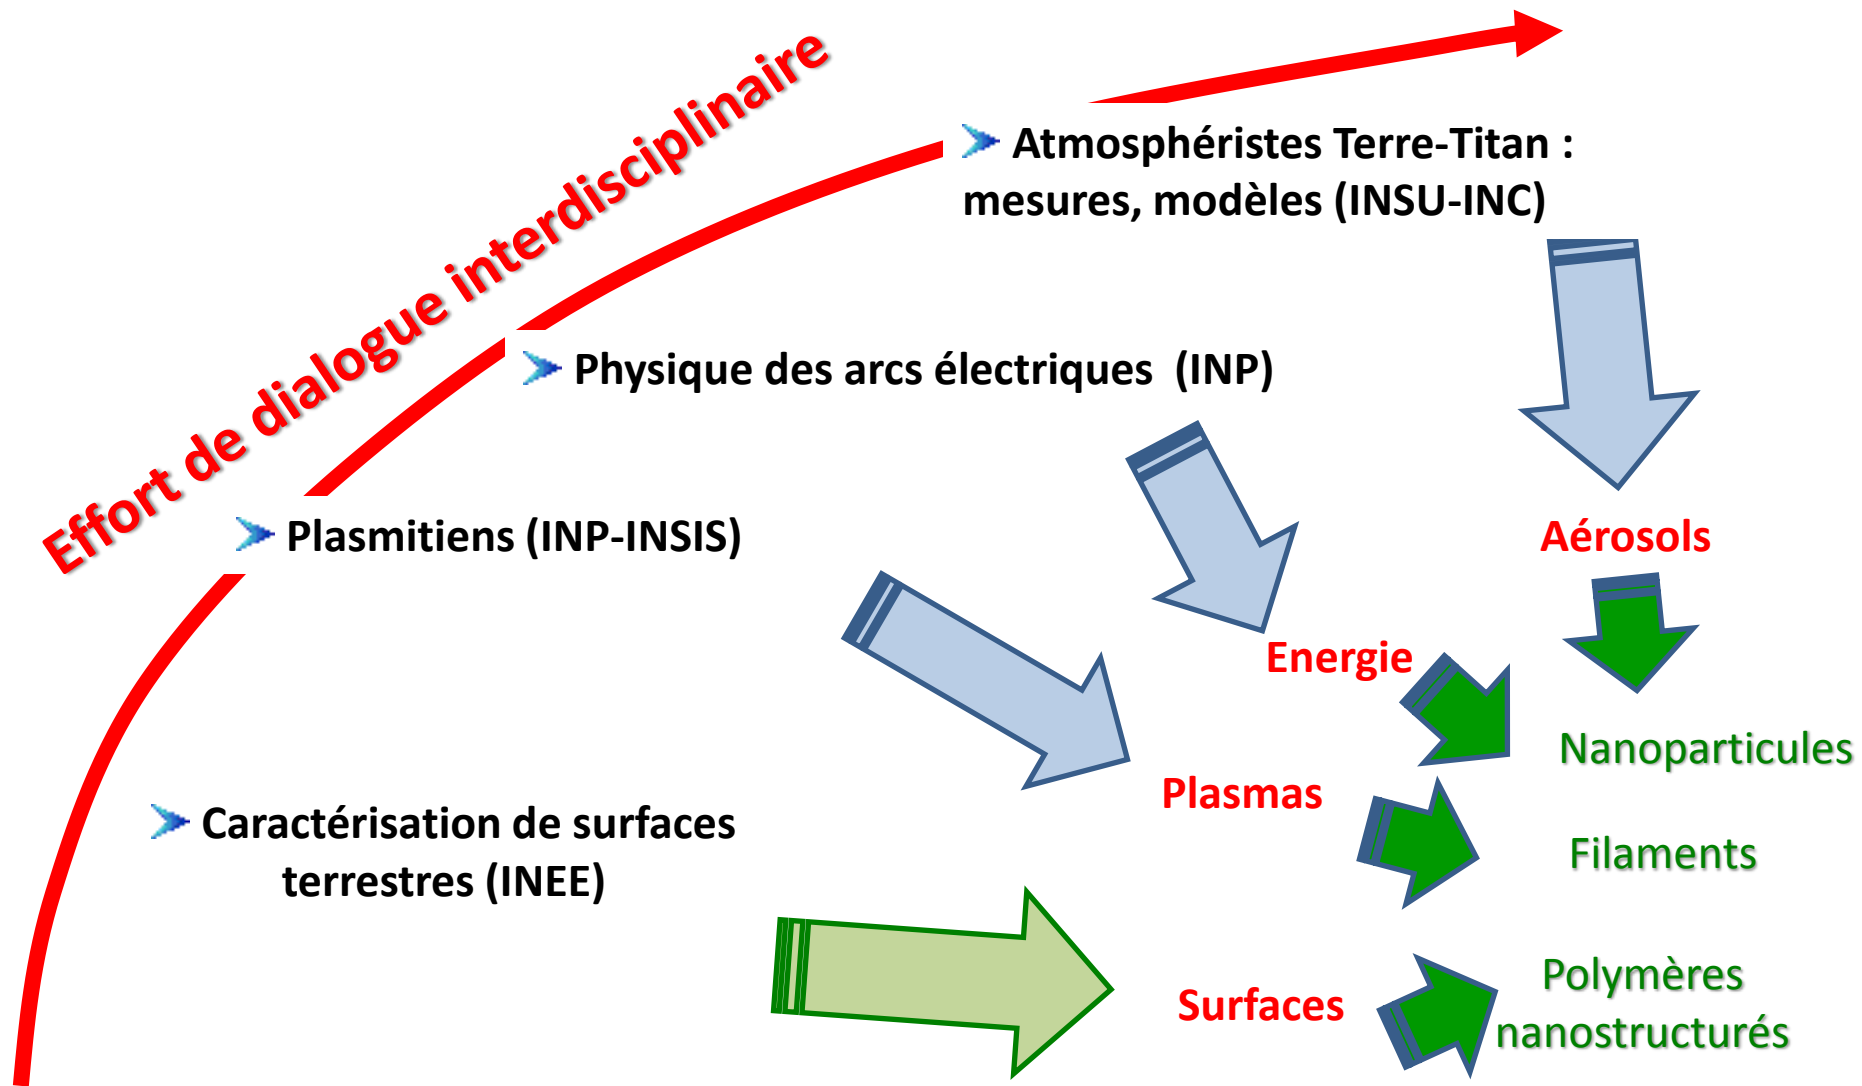 Effort de dialogue interdisciplinaire
Atmosphéristes Terre-Titan :
mesures, modèles (INSU-INC)
Physique des arcs électriques (INP)
Plasmitiens (INP-INSIS)
Aérosols
Energie
Nanoparticules
Plasmas
Caractérisation de surfaces
terrestres (INEE)
Filaments
Surfaces
Polymères
nanostructurés